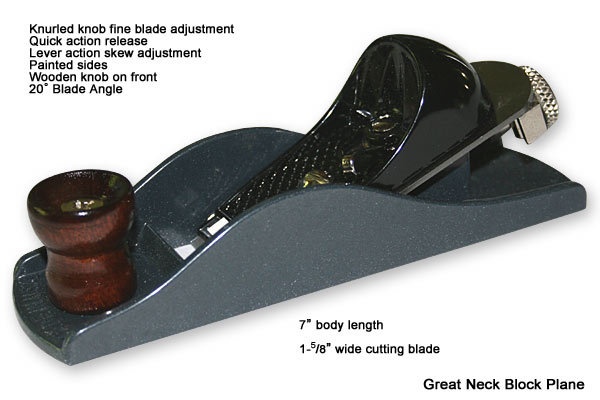 Knurled knob fine blade adjustment
Quick action release
Lever action skew adjustment
Painted sides
Wooden knob on front
20° Blade Angle
7” body length
1-5/8” wide cutting blade
Great Neck Block Plane